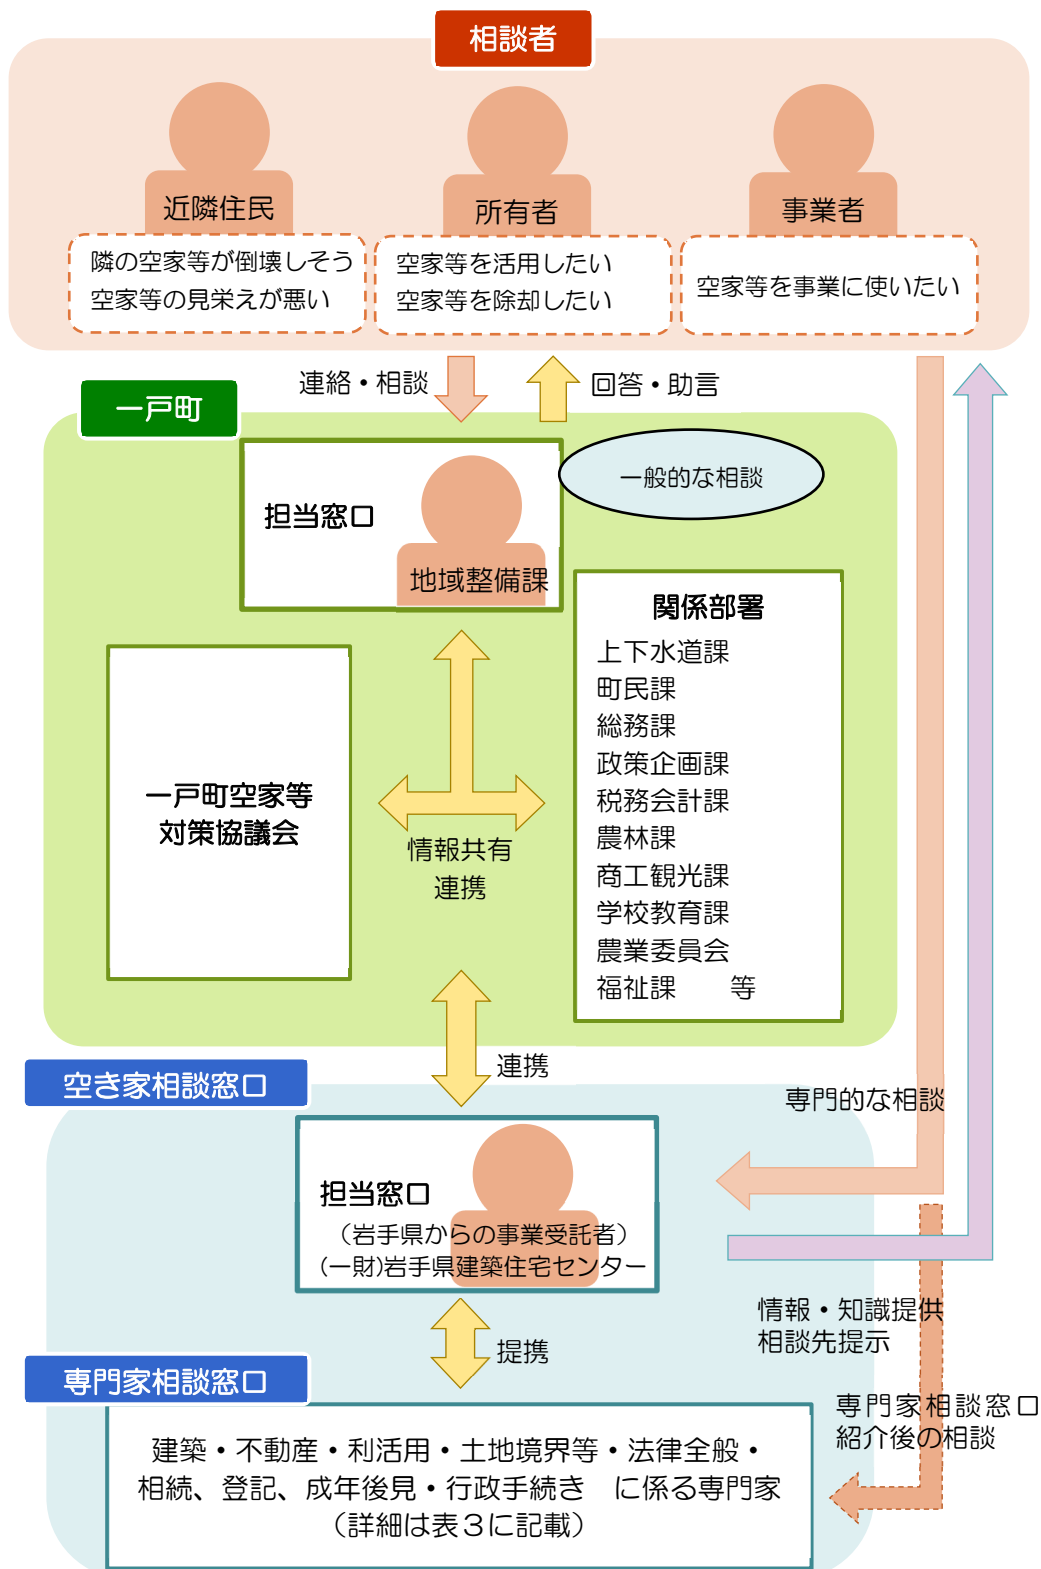 相談者
近隣住民
所有者
事業者
隣の空家等が倒壊しそう
空家等の見栄えが悪い
空家等を活用したい
空家等を除却したい
空家等を事業に使いたい
連絡・相談
回答・助言
一戸町
担当窓口
地域整備課
一般的な相談
関係部署
上下水道課
町民課
総務課
政策企画課
税務会計課
農林課
商工観光課
学校教育課
農業委員会
福祉課　　等
一戸町空家等
対策協議会
情報共有
連携
連携
空き家相談窓口
専門的な相談
担当窓口
（岩手県からの事業受託者）
(一財)岩手県建築住宅センター
情報・知識提供
相談先提示
提携
専門家相談窓口
専門家相談窓口
紹介後の相談
建築・不動産・利活用・土地境界等・法律全般・
相続、登記、成年後見・行政手続き　に係る専門家
（詳細は表３に記載）